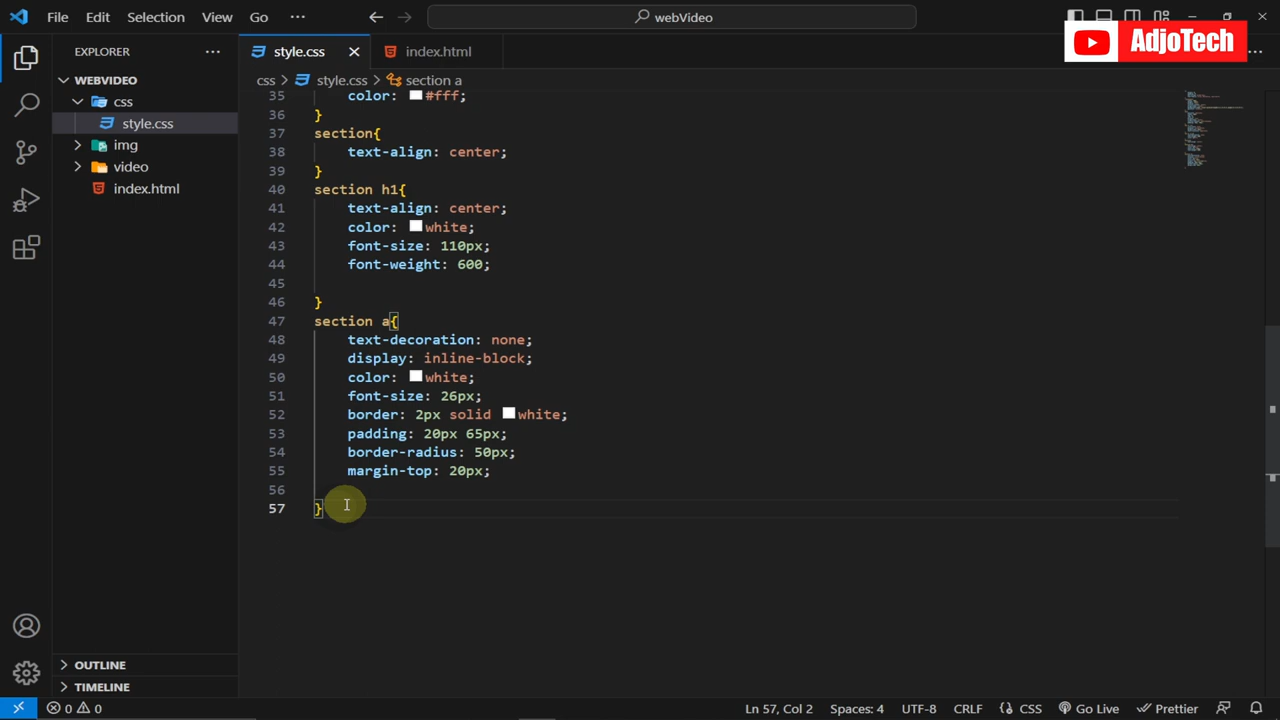 File Edit Selection View Go ··· webVideo
AdjoTech
EXPLORER ···
style.css
index.html
WEBVIDEO
css
style.css
img
video
index.html
css > style.css > section a
35 color: #fff;
36 }
37 section{
38 text-align: center;
39 }
40 section h1{
41 text-align: center;
42 color: white;
43 font-size: 110px;
44 font-weight: 600;
45
46 }
47 section a{
48 text-decoration: none;
49 display: inline-block;
50 color: white;
51 font-size: 26px;
52 border: 2px solid white;
53 padding: 20px 65px;
54 border-radius: 50px;
55 margin-top: 20px;
56
57 }
OUTLINE
TIMELINE
0 0 Ln 57, Col 2 Spaces: 4 UTF-8 CRLF CSS Go Live Prettier